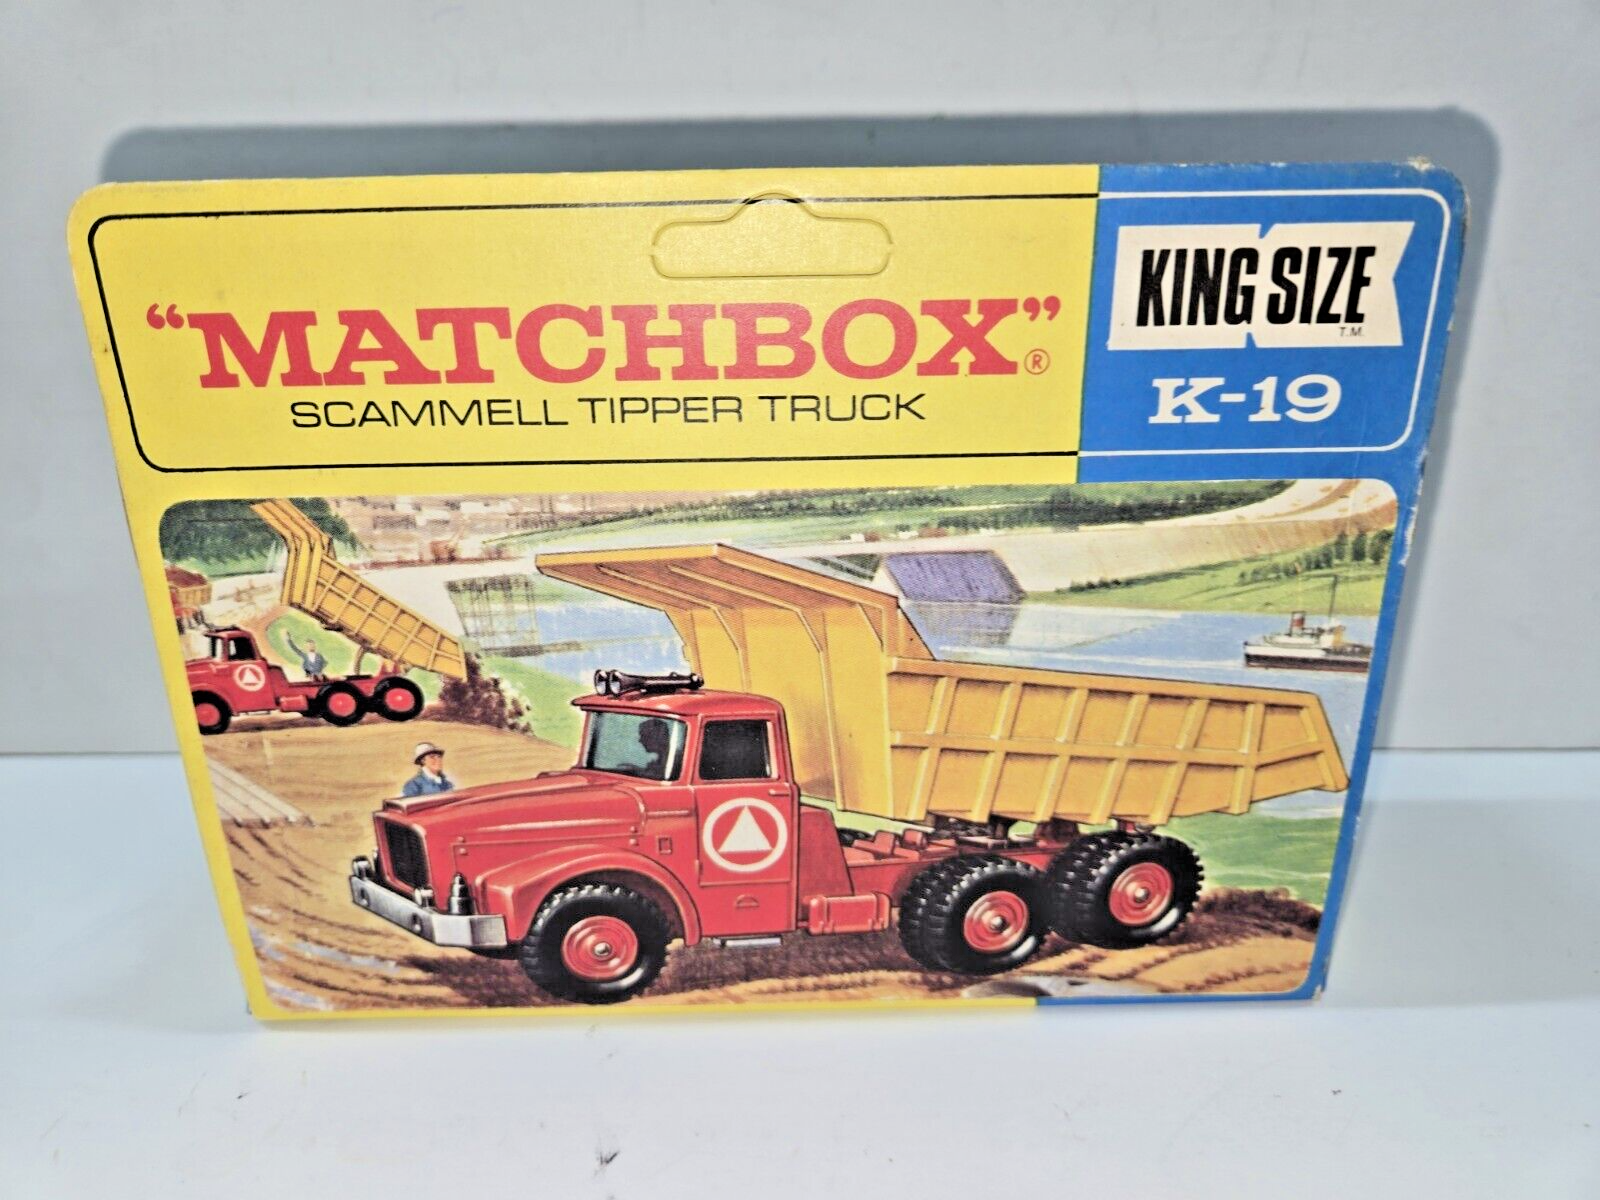 "MATCHBOX"®
SCAMMELL TIPPER TRUCK
KING SIZE
T.M.
K-19